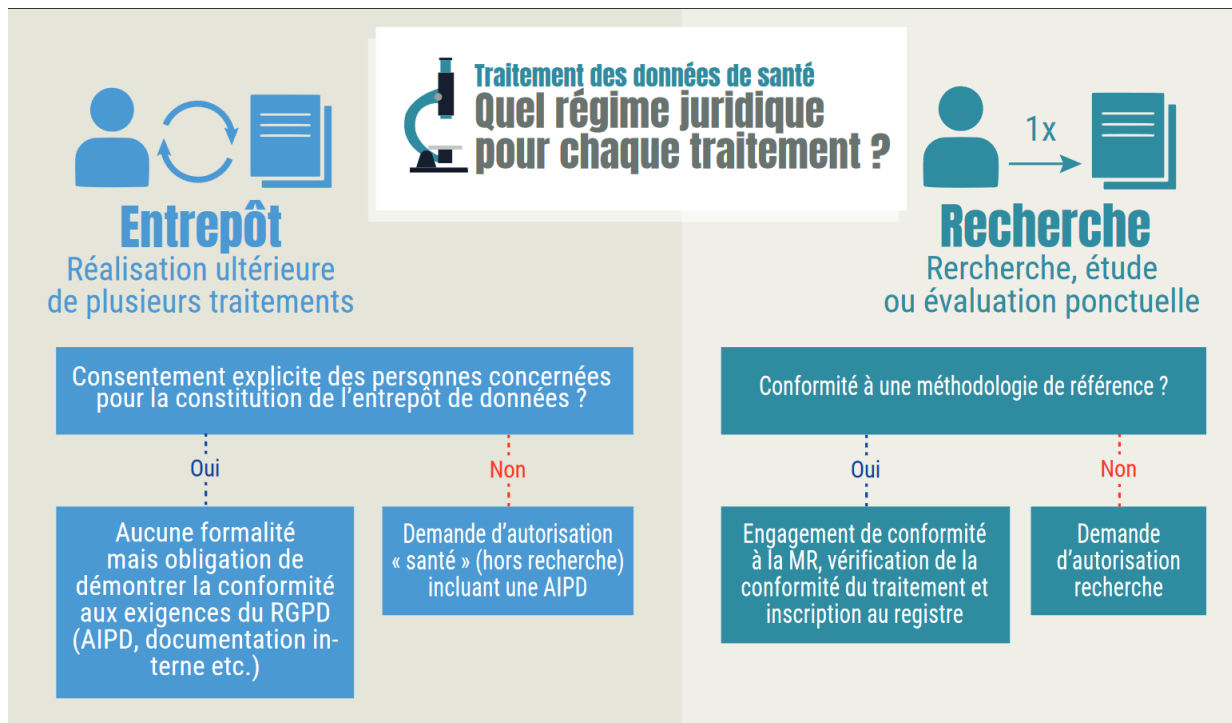 Traitement des données de santé
Quel régime juridique
pour chaque traitement ?
Entrepôt
Réalisation ultérieure
de plusieurs traitements
Consentement explicite des personnes concernées
pour la constitution de l'entrepôt de données ?
Oui
Non
Aucune formalité
mais obligation de
démontrer la conformité
aux exigences du RGPD
(AIPD, documentation in-
terne etc.)
Demande d'autorisation
« santé » (hors recherche)
incluant une AIPD
1x
Recherche
Rercherche, étude
ou évaluation ponctuelle
Conformité à une méthodologie de référence ?
Oui
Non
Engagement de conformité
à la MR, vérification de la
conformité du traitement et
inscription au registre
Demande
d'autorisation
recherche